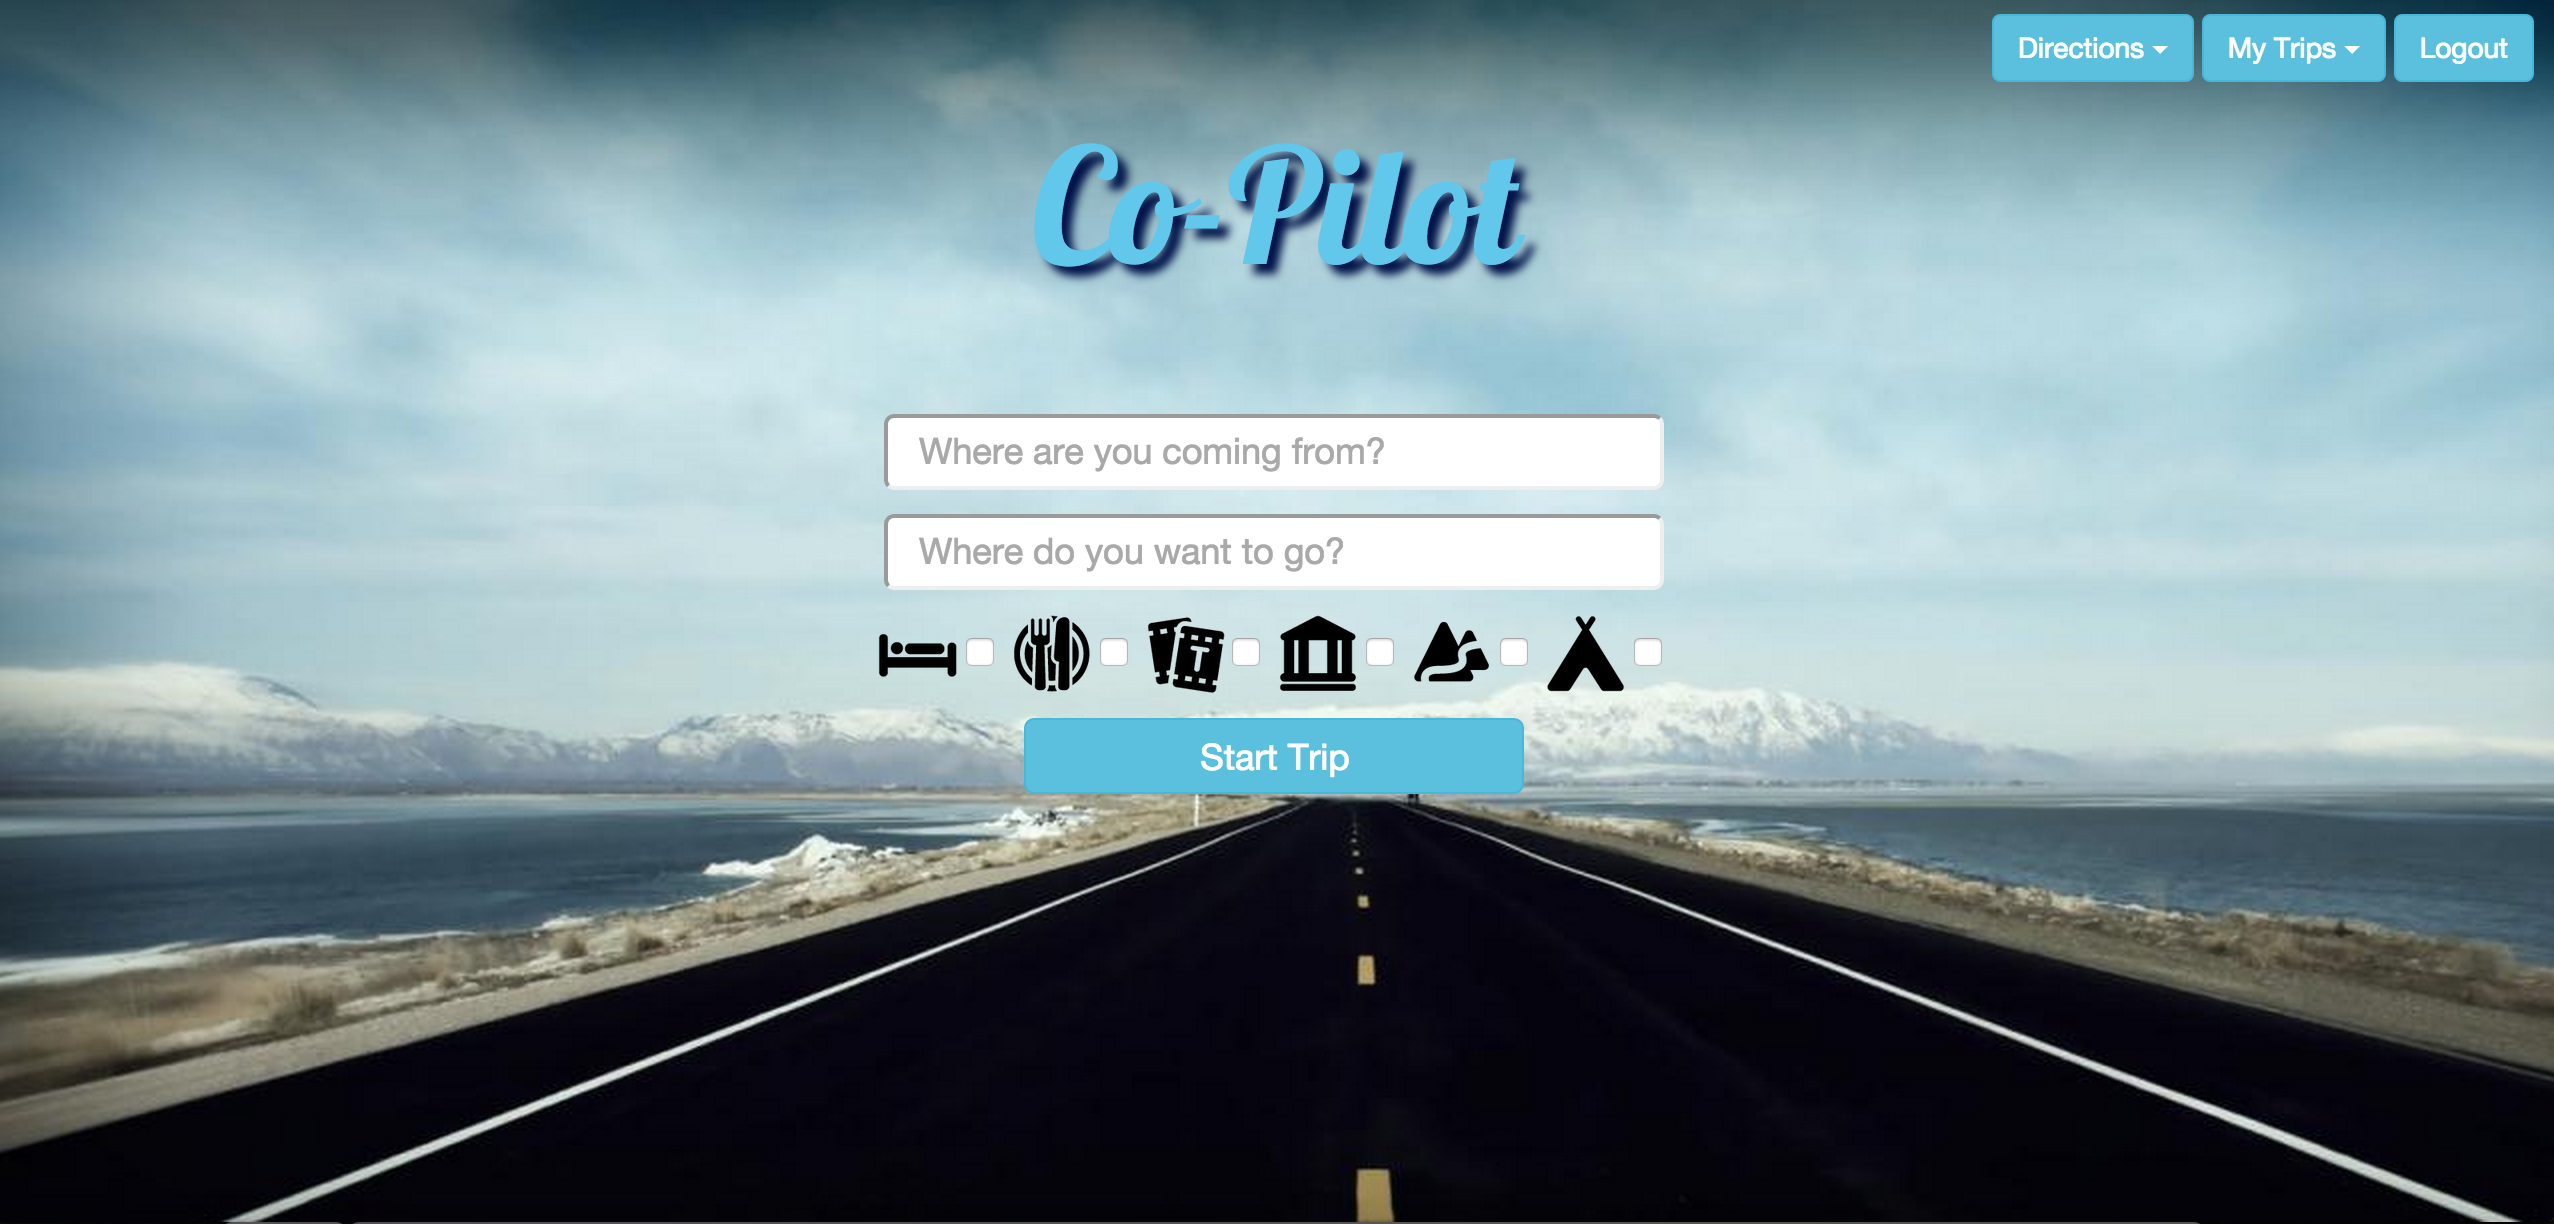 Directions My Trips Logout
Co-Pilot
Where are you coming from?
Where do you want to go?
T
Start Trip